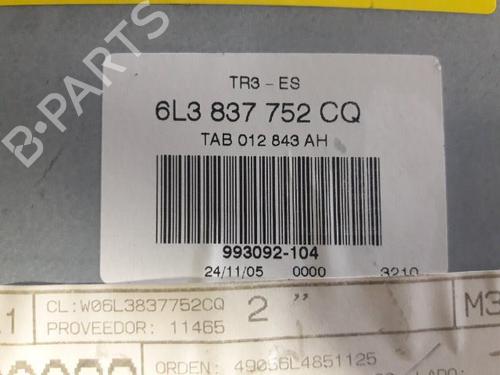 TR3 - ES
6L3 837 752 CQ
TAB 012 843 AH
993092-104
24/11/05 0000 3210
CL:W06L3837752CQ 2" M3
PROVEEDOR: 11465
ORDEN: 49056L4851125
LADO:
B-PARTS